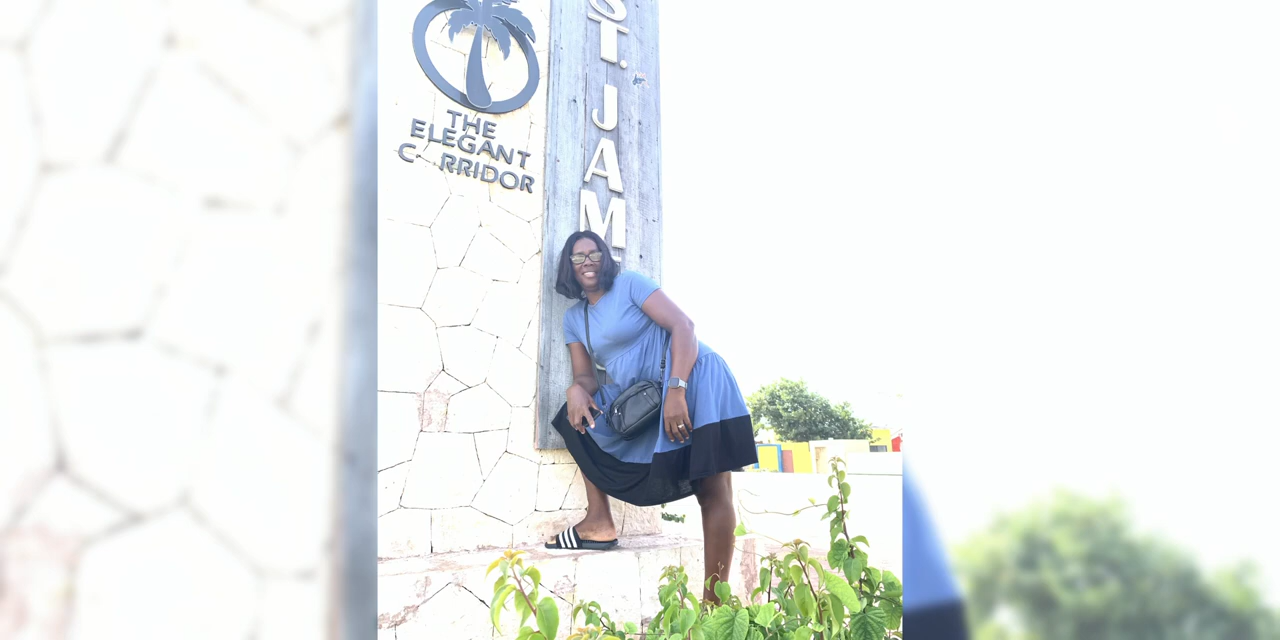 THE
ELEGANT
C RRIDOR
ST. JAM